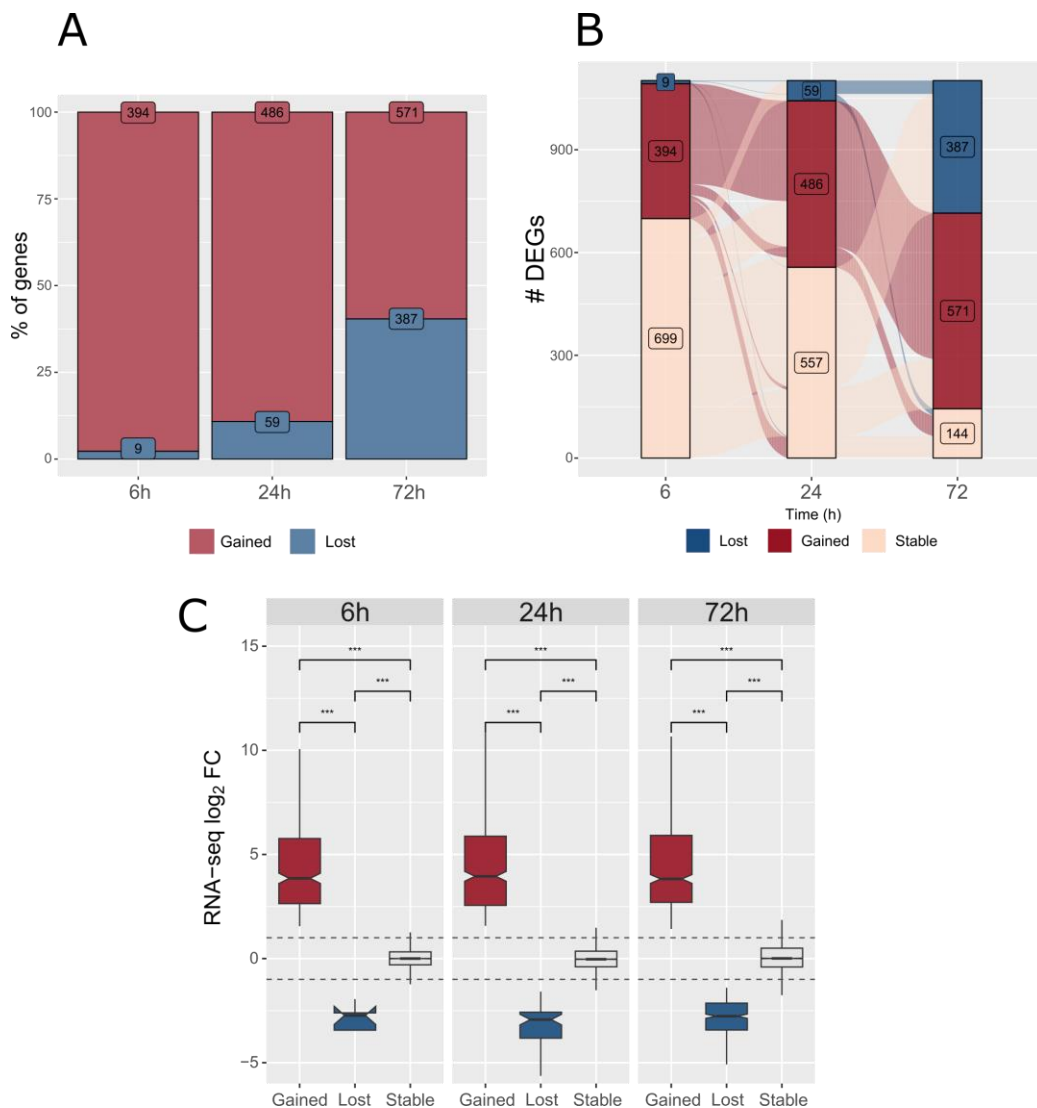 A
% of genes
100
75
50
25
0
394
486
571
9
59
387
6h
24h
72h
Gained
Lost
B
# DEGs
900
600
300
0
9
394
699
59
486
557
387
571
144
6
24
72
Time (h)
Lost
Gained
Stable
C
6h
24h
72h
RNA−seq log₂ FC
15
10
5
0
−5
***
***
***
***
***
***
***
***
***
Gained Lost Stable
Gained Lost Stable
Gained Lost Stable